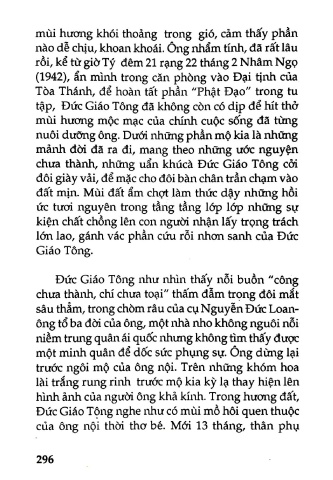 mùi hương khói thoảng trong gió, cảm thấy phần
nào dễ chịu, khoan khoái. Ông nhẩm tính, đã rất lâu
rồi, kể từ giờ Tý đêm 21 rạng 22 tháng 2 Nhâm Ngọ
(1942), ẩn mình trong căn phòng vào Đại tịnh của
Tòa Thánh, để hoàn tất phần “Phật Đạo” trong tu
tập, Đức Giáo Tông đã không còn có dịp để hít thở
mùi hương mộc mạc của chính cuộc sống đã từng
nuôi dưỡng ông. Dưới những phần mộ kia là những
mảnh đời đã ra đi, mang theo những ước nguyện
chưa thành, những uẩn khúcà Đức Giáo Tông cởi
đôi giày vải, để mặc cho đôi bàn chân trần chạm vào
đất mịn. Mùi đất ẩm chợt làm thức dậy những hồi
ức tươi nguyên trong tầng tầng lớp lớp những sự
kiện chất chồng lên con người nhận lấy trọng trách
lớn lao, gánh vác phần cứu rỗi nhơn sanh của Đức
Giáo Tông.
Đức Giáo Tông như nhìn thấy nỗi buồn “công
chưa thành, chí chưa toại” thấm đẫm trọng đôi mắt
sâu thẳm, trong chòm râu của cụ Nguyễn Đức Loan-
ông tổ ba đời của ông, một nhà nho không nguôi nỗi
niềm trung quân ái quốc nhưng không tìm thấy được
một minh quân để dốc sức phụng sự. Ông dừng lại
trước ngôi mộ của ông nội. Trên những khóm hoa
lài trắng rung rinh trước mộ kia kỳ lạ thay hiện lên
hình ảnh của người ông khả kính. Trong hương đất,
Đức Giáo Tông nghe như có mùi mồ hôi quen thuộc
của ông nội thời thơ bé. Mới 13 tháng, thân phụ
296